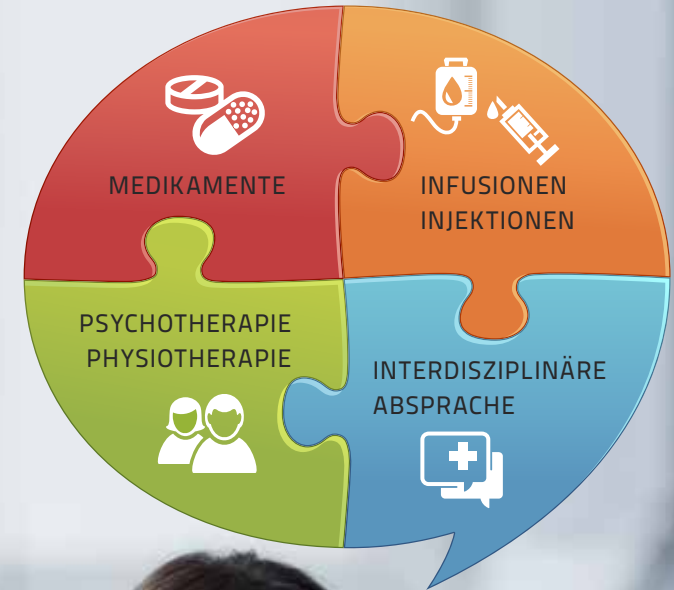 MEDIKAMENTE
INFUSIONEN
INJEKTIONEN
PSYCHOTHERAPIE
PHYSIOTHERAPIE
INTERDISZIPLINÄRE
ABSPRACHE